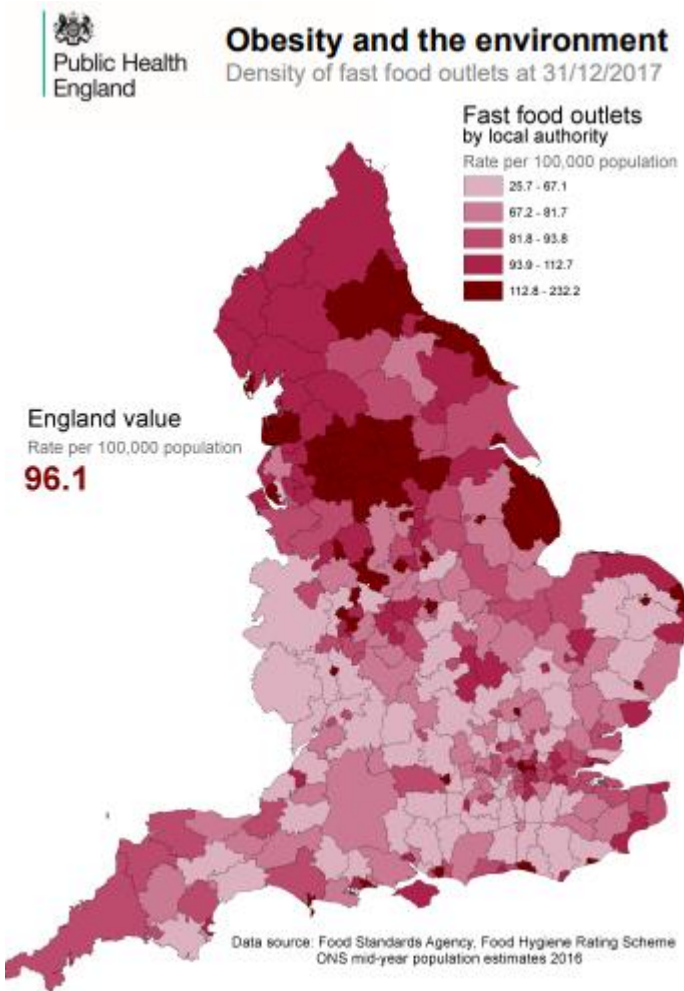 Public Health
England
Obesity and the environment
Density of fast food outlets at 31/12/2017
Fast food outlets
by local authority
Rate per 100,000 population
25.7 - 67.1
67.2 - 81.7
81.8 - 93.8
93.9 - 112.7
112.8 - 232.2
England value
Rate per 100,000 population
96.1
Data source: Food Standards Agency, Food Hygiene Rating Scheme
ONS mid-year population estimates 2016